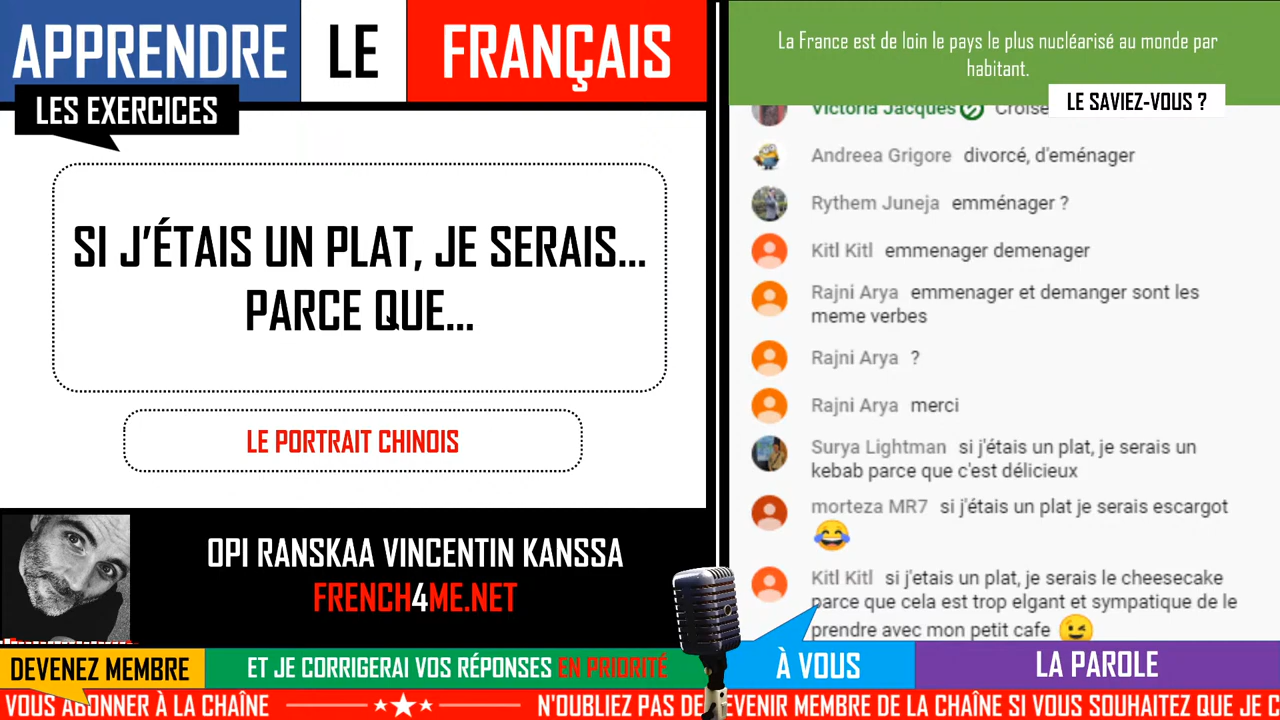 APPRENDRE LE FRANÇAIS
LES EXERCICES
SI J'ÉTAIS UN PLAT, JE SERAIS...
PARCE QUE...
LE PORTRAIT CHINOIS
OPI RANSKAA VINCENTIN KANSSA
FRENCH4ME.NET
DEVENEZ MEMBRE
ET JE CORRIGERAI VOS RÉPONSES EN PRIORITÉ
La France est de loin le pays le plus nucléarisé au monde par
habitant.
LE SAVIEZ-VOUS ?
Victoria Jacques Croise
Andreea Grigore divorcé, d'eménager
Rythem Juneja emménager ?
Kitl Kitl emmenager demenager
Rajni Arya emmenager et demanger sont les
meme verbes
Rajni Arya ?
Rajni Arya merci
Surya Lightman si j'étais un plat, je serais un
kebab parce que c'est délicieux
morteza MR7 si j'étais un plat je serais escargot
😂
Kitl Kitl si j'etais un plat, je serais le cheesecake
parce que cela est trop elgant et sympatique de le
prendre avec mon petit cafe 😉
À VOUS
LA PAROLE
VOUS ABONNER À LA CHAÎNE N'OUBLIEZ PAS DE EVENIR MEMBRE DE LA CHAÎNE SI VOUS SOUHAITEZ QUE JE C